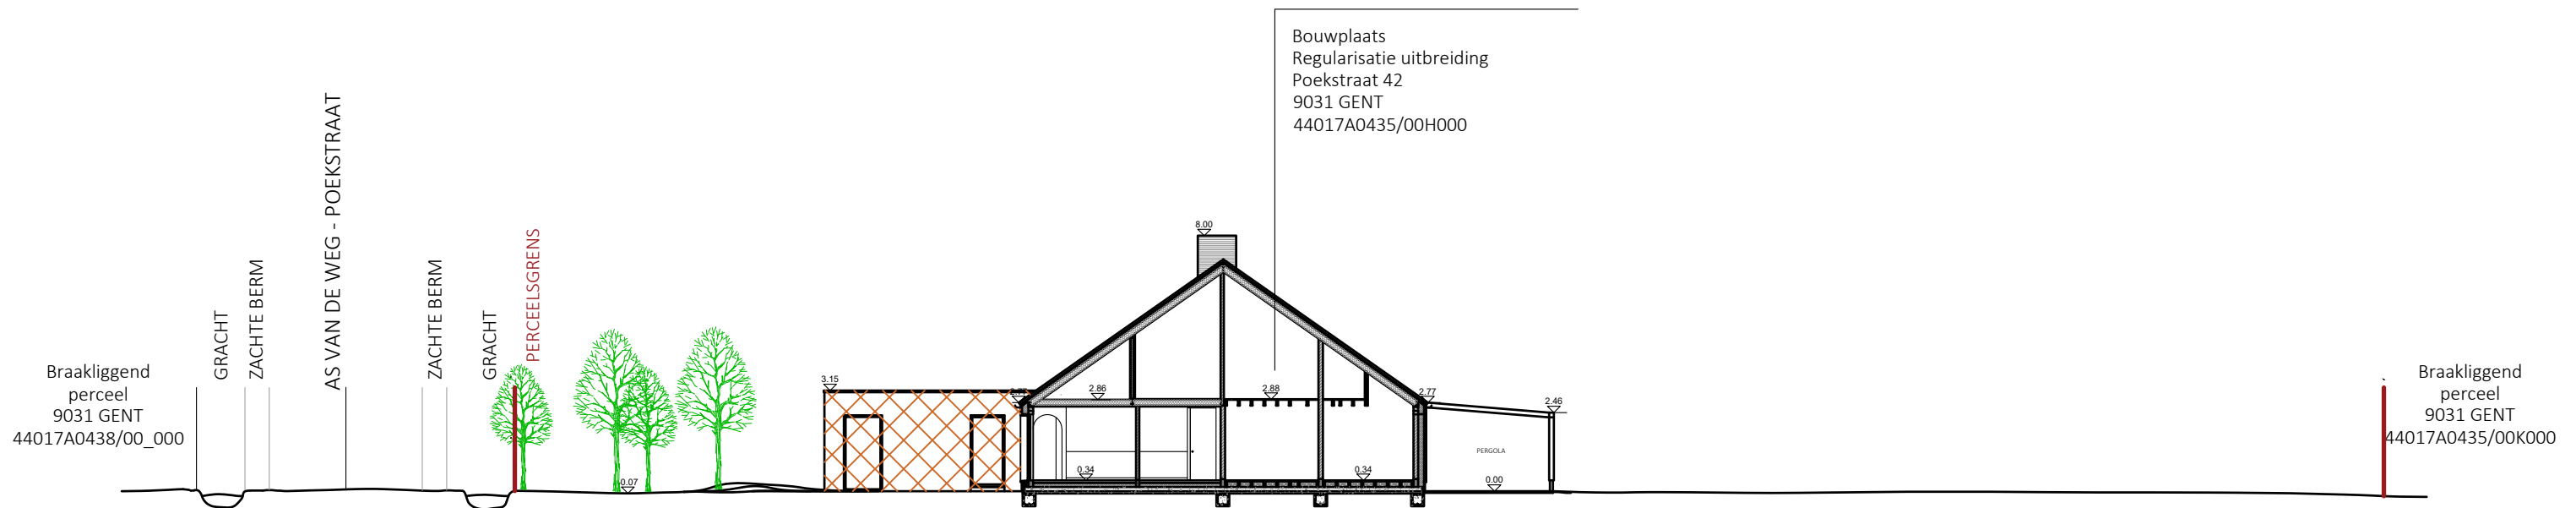 Bouwplaats
Regularisatie uitbreiding
Poekstraat 42
9031 GENT
44017A0435/00H000
Braakliggend
perceel
9031 GENT
44017A0438/00_000
GRACHT
ZACHTE BERM
AS VAN DE WEG - POEKSTRAAT
ZACHTE BERM
GRACHT
PERCEELSGRENS
8.00
3.15
2.77
2.86
2.88
2.77
2.46
PERGOLA
0.34
0.34
0.00
-0.07
Braakliggend
perceel
9031 GENT
44017A0435/00K000